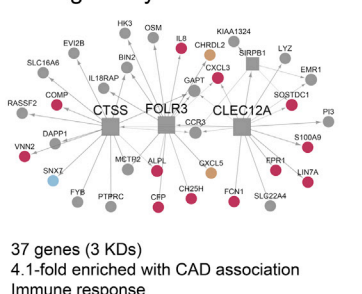 HK3
OSM
KIAA1324
IL8
CHRDL2
EVI2B
BIN2
SIRPB1
LYZ
SLC16A6
CXCL3
EMR1
IL18RAP
GAPT
COMP
SOSTDC1
RASSF2
CTSS
FOLR3
CLEC12A
PI3
CCR3
DAPP1
S100A9
VNN2
METR2
ALPL
CXCL5
FPR1
SNX7
LIN7A
FYB
PTPRC
CFP
CH25H
FCN1
SLC22A4
37 genes (3 KDs)
4.1-fold enriched with CAD association
Immune response